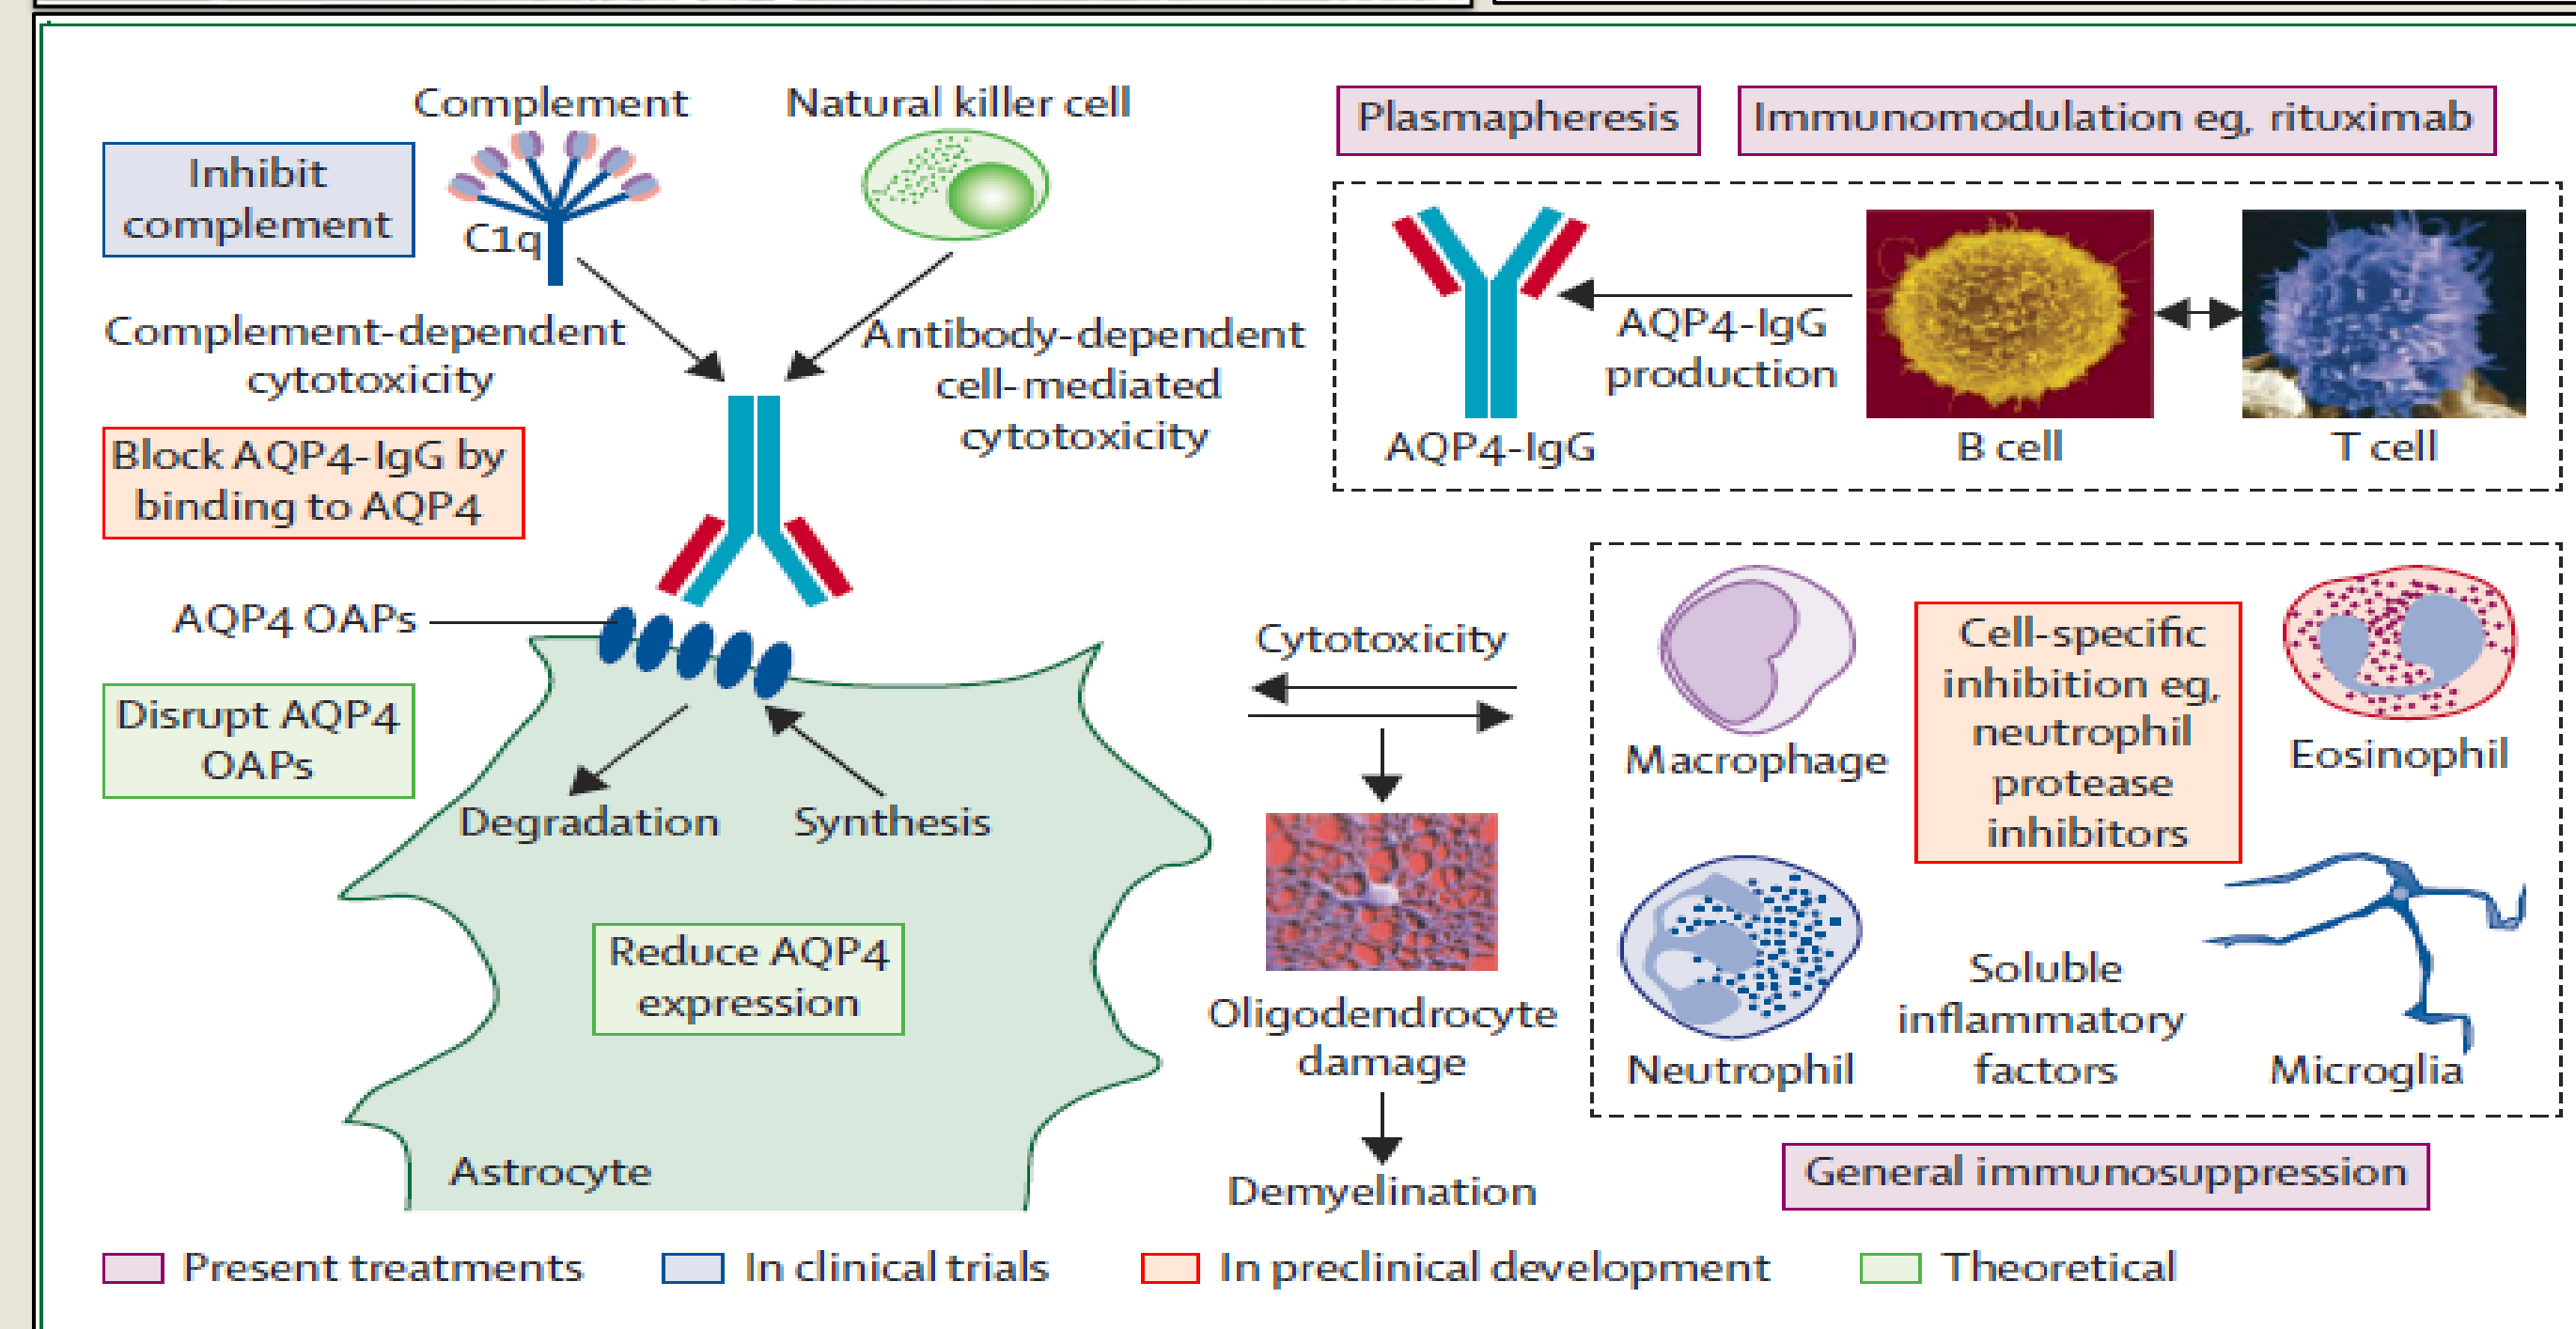 Complement
Natural killer cell
Inhibit
complement
C1q
Complement-dependent
cytotoxicity
Antibody-dependent
cell-mediated
cytotoxicity
Block AQP4-IgG by
binding to AQP4
AQP4 OAPs
Disrupt AQP4
OAPs
Degradation
Synthesis
Reduce AQP4
expression
Astrocyte
Plasmapheresis
Immunomodulation eg, rituximab
AQP4-IgG
production
AQP4-IgG
B cell
T cell
Cytotoxicity
Oligodendrocyte
damage
Demyelination
Macrophage
Cell-specific
inhibition eg,
neutrophil
protease
inhibitors
Eosinophil
Neutrophil
Soluble
inflammatory
factors
Microglia
General immunosuppression
Present treatments
In clinical trials
In preclinical development
Theoretical